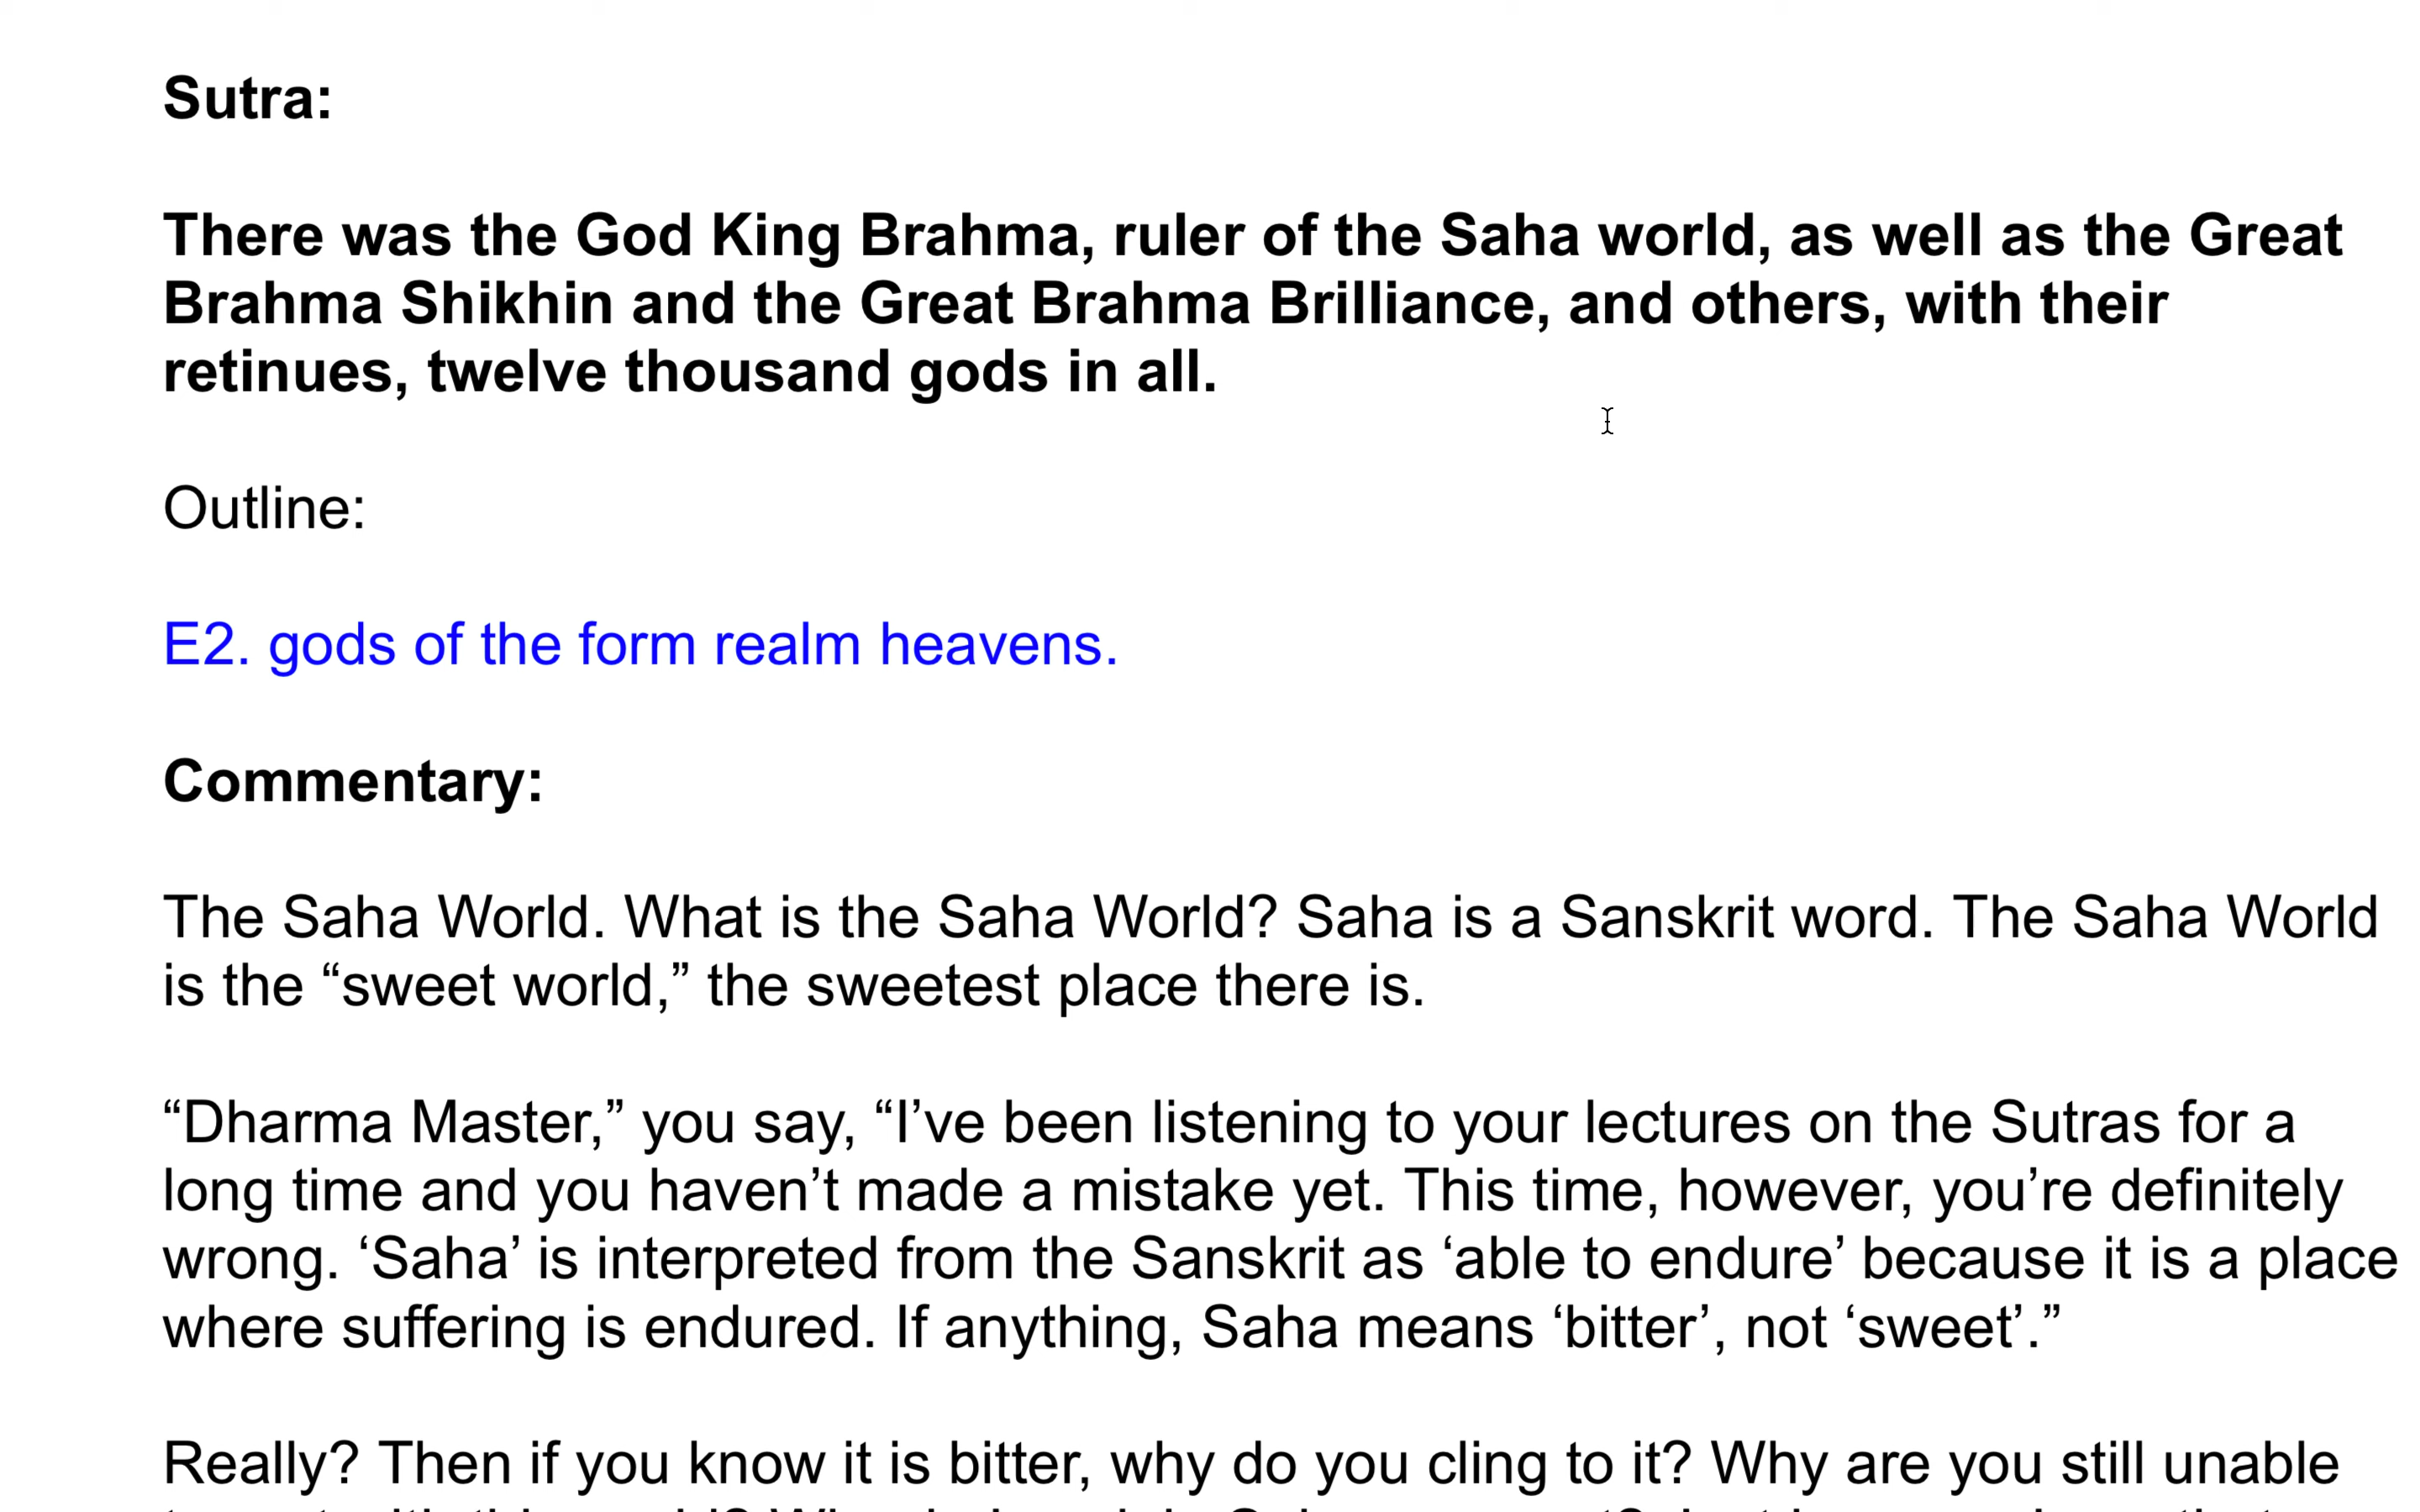 Sutra:
There was the God King Brahma, ruler of the Saha world, as well as the Great
Brahma Shikhin and the Great Brahma Brilliance, and others, with their
retinues, twelve thousand gods in all.
Outline:
E2. gods of the form realm heavens.
Commentary:
The Saha World. What is the Saha World? Saha is a Sanskrit word. The Saha World
is the “sweet world,” the sweetest place there is.
“Dharma Master,” you say, “I’ve been listening to your lectures on the Sutras for a
long time and you haven’t made a mistake yet. This time, however, you’re definitely
wrong. ‘Saha’ is interpreted from the Sanskrit as ‘able to endure’ because it is a place
where suffering is endured. If anything, Saha means ‘bitter’, not ‘sweet’.”
Really? Then if you know it is bitter, why do you cling to it? Why are you still unable